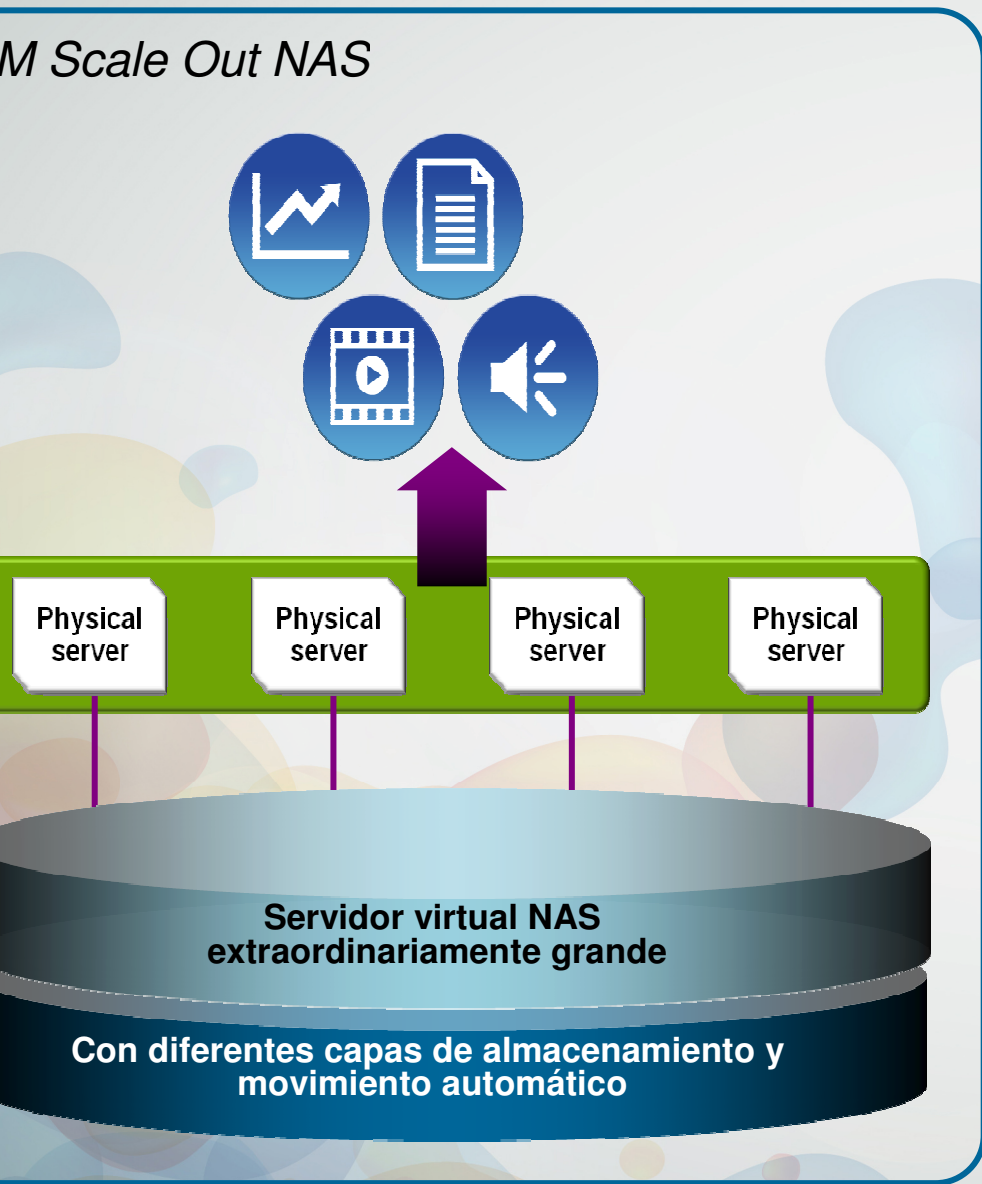 M Scale Out NAS
Physical
server
Physical
server
Physical
server
Physical
server
Servidor virtual NAS
extraordinariamente grande
Con diferentes capas de almacenamiento y
movimiento automático